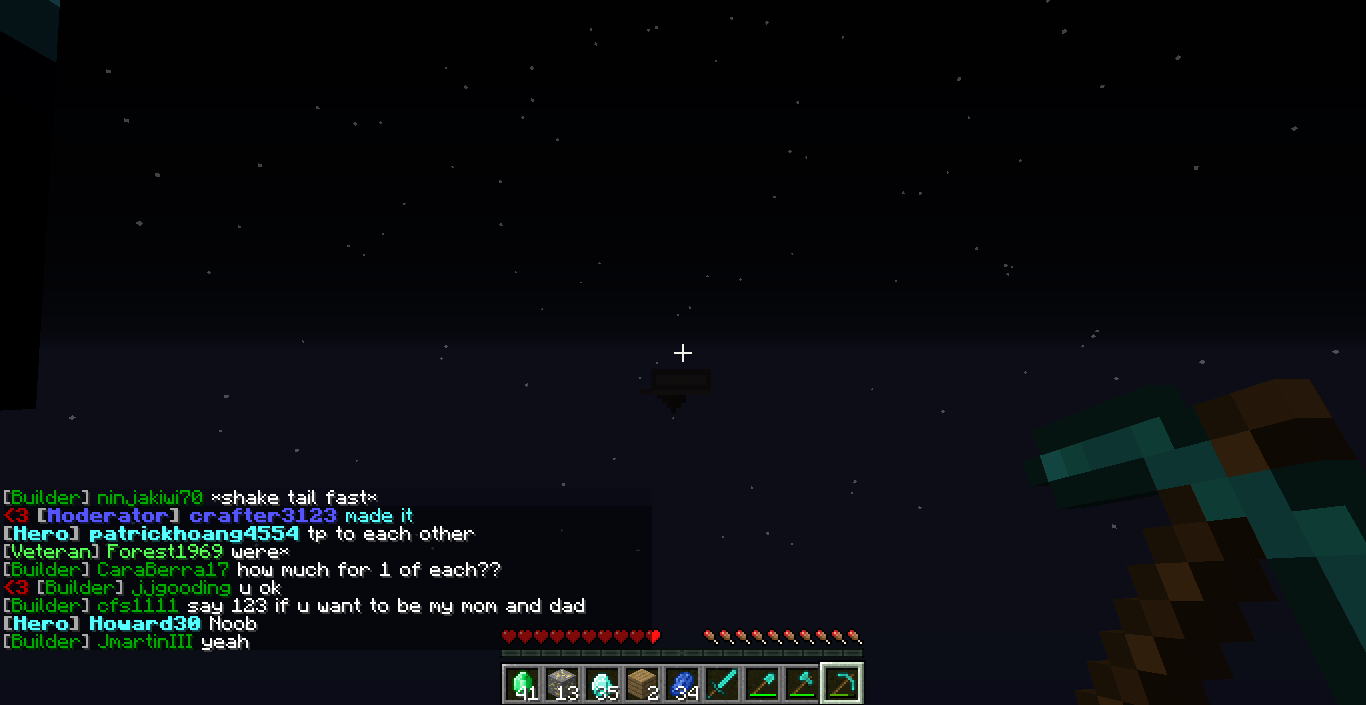 [Builder] ninjakiwi70 *shake tail fast*
<3 [Moderator] crafter3123 made it
[Hero] patrickhoang4554 tp to each other
[Veteran] Forest1969 were*
[Builder] CaraBerra17 how much for 1 of each??
<3 [Builder] jjgooding u ok
[Builder] cfs1111 say 123 if u want to be my mom and dad
[Hero] Howard30 Noob
[Builder] JmartinIII yeah
41 13 35 2 34